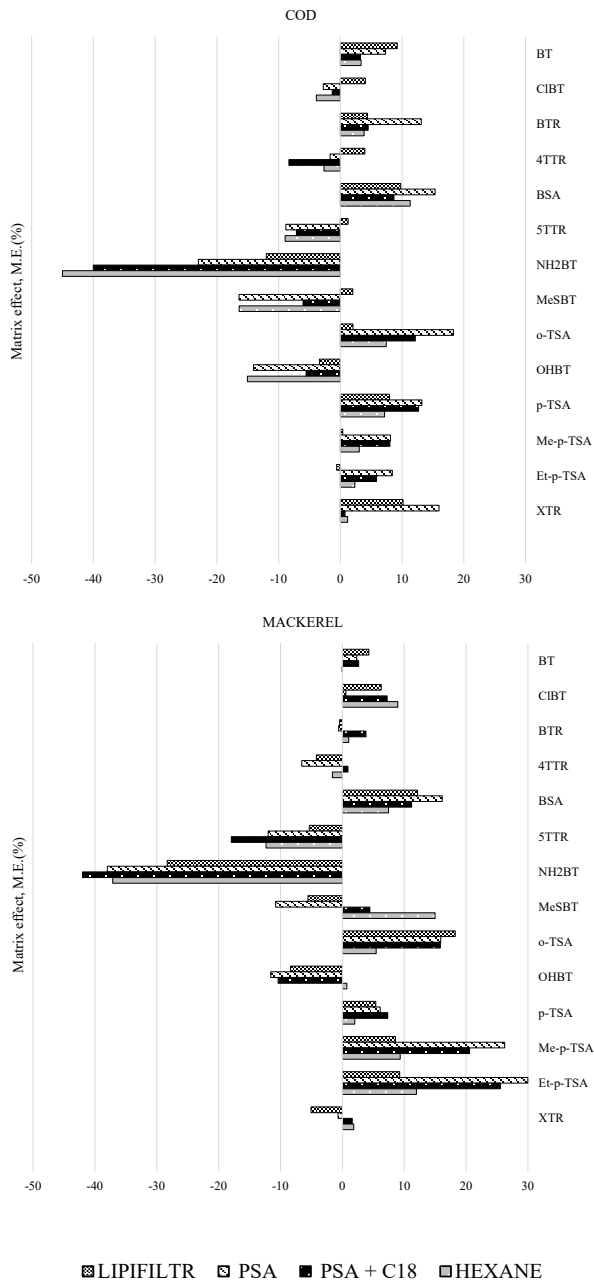 COD
Matrix effect, M.E.(%)
BT
ClBT
BTR
4TTR
BSA
5TTR
NH2BT
MeSBT
o-TSA
OHBT
p-TSA
Me-p-TSA
Et-p-TSA
XTR
-50 -40 -30 -20 -10 0 10 20 30
MACKEREL
Matrix effect, M.E.(%)
BT
ClBT
BTR
4TTR
BSA
5TTR
NH2BT
MeSBT
o-TSA
OHBT
p-TSA
Me-p-TSA
Et-p-TSA
XTR
-50 -40 -30 -20 -10 0 10 20 30
LIPIFILTR PSA PSA + C18 HEXANE